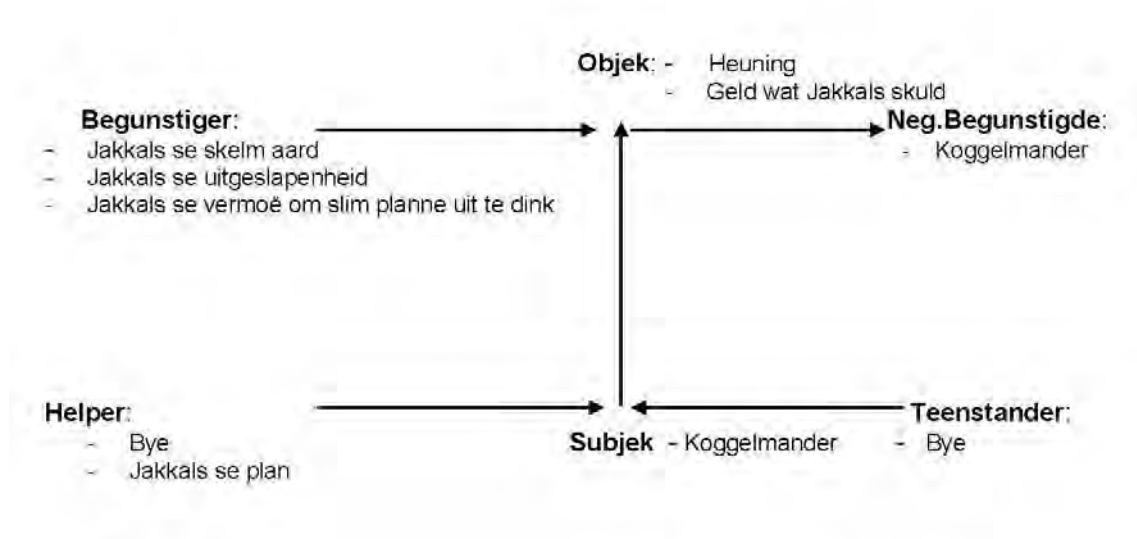 Objek: - Heuning
- Geld wat Jakkals skuld
Begunstiger:
- Jakkals se skelm aard
- Jakkals se uitgeslapenheid
- Jakkals se vermoë om slim planne uit te dink
Neg.Begunstigde:
- Koggelmander
Helper:
- Bye
- Jakkals se plan
Subjek - Koggelmander
Teenstander:
- Bye